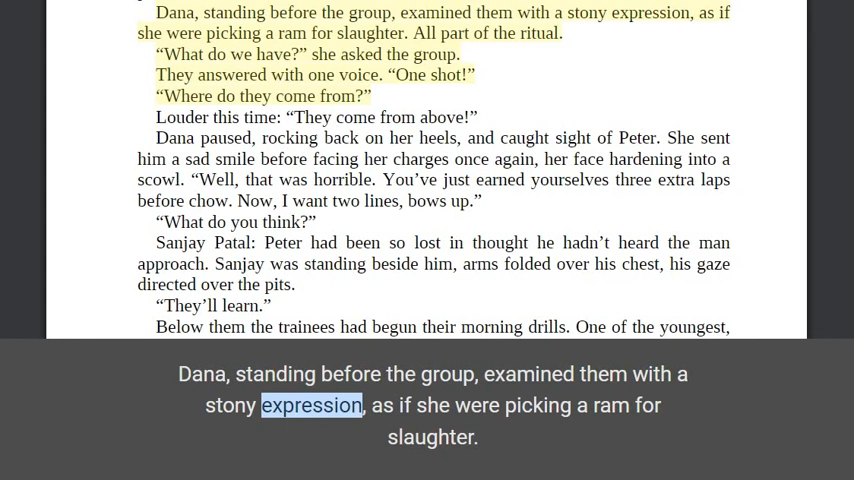 Dana, standing before the group, examined them with a stony expression, as if
she were picking a ram for slaughter. All part of the ritual.
“What do we have?” she asked the group.
They answered with one voice. “One shot!”
“Where do they come from?”
Louder this time: “They come from above!”
Dana paused, rocking back on her heels, and caught sight of Peter. She sent
him a sad smile before facing her charges once again, her face hardening into a
scowl. “Well, that was horrible. You’ve just earned yourselves three extra laps
before chow. Now, I want two lines, bows up.”
“What do you think?”
Sanjay Patal: Peter had been so lost in thought he hadn’t heard the man
approach. Sanjay was standing beside him, arms folded over his chest, his gaze
directed over the pits.
“They’ll learn.”
Below them the trainees had begun their morning drills. One of the youngest,
Dana, standing before the group, examined them with a
stony expression, as if she were picking a ram for
slaughter.